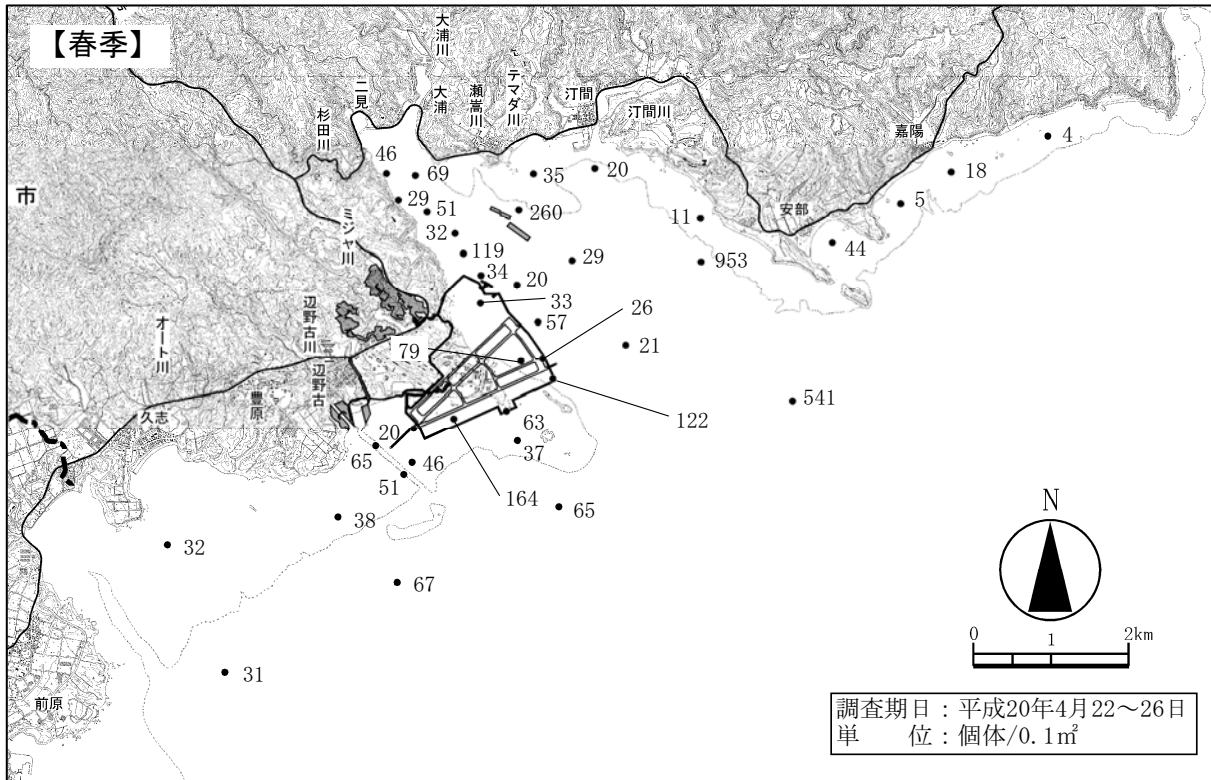 【春季】
大浦川
大浦
瀬嵩川
テマダ川
汀間
汀間川
二見
杉田川
嘉陽
安部
市
ミジャ川
辺野古川
辺野古
オート川
豊原
久志
前原
4
18
5
44
46
69
35
20
29
51
260
11
32
119
29
953
34
20
33
57
26
21
79
541
122
63
20
37
65
46
51
164
65
38
32
67
31
N
0 1 2km
調査期日：平成20年4月22～26日
単　　位：個体/0.1㎡